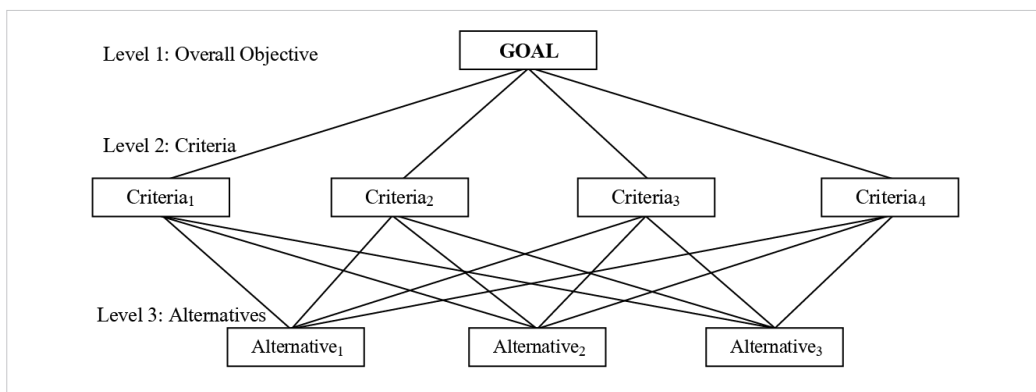 Level 1: Overall Objective
GOAL
Level 2: Criteria
Criteria₁
Criteria₂
Criteria₃
Criteria₄
Level 3: Alternatives
Alternative₁
Alternative₂
Alternative₃